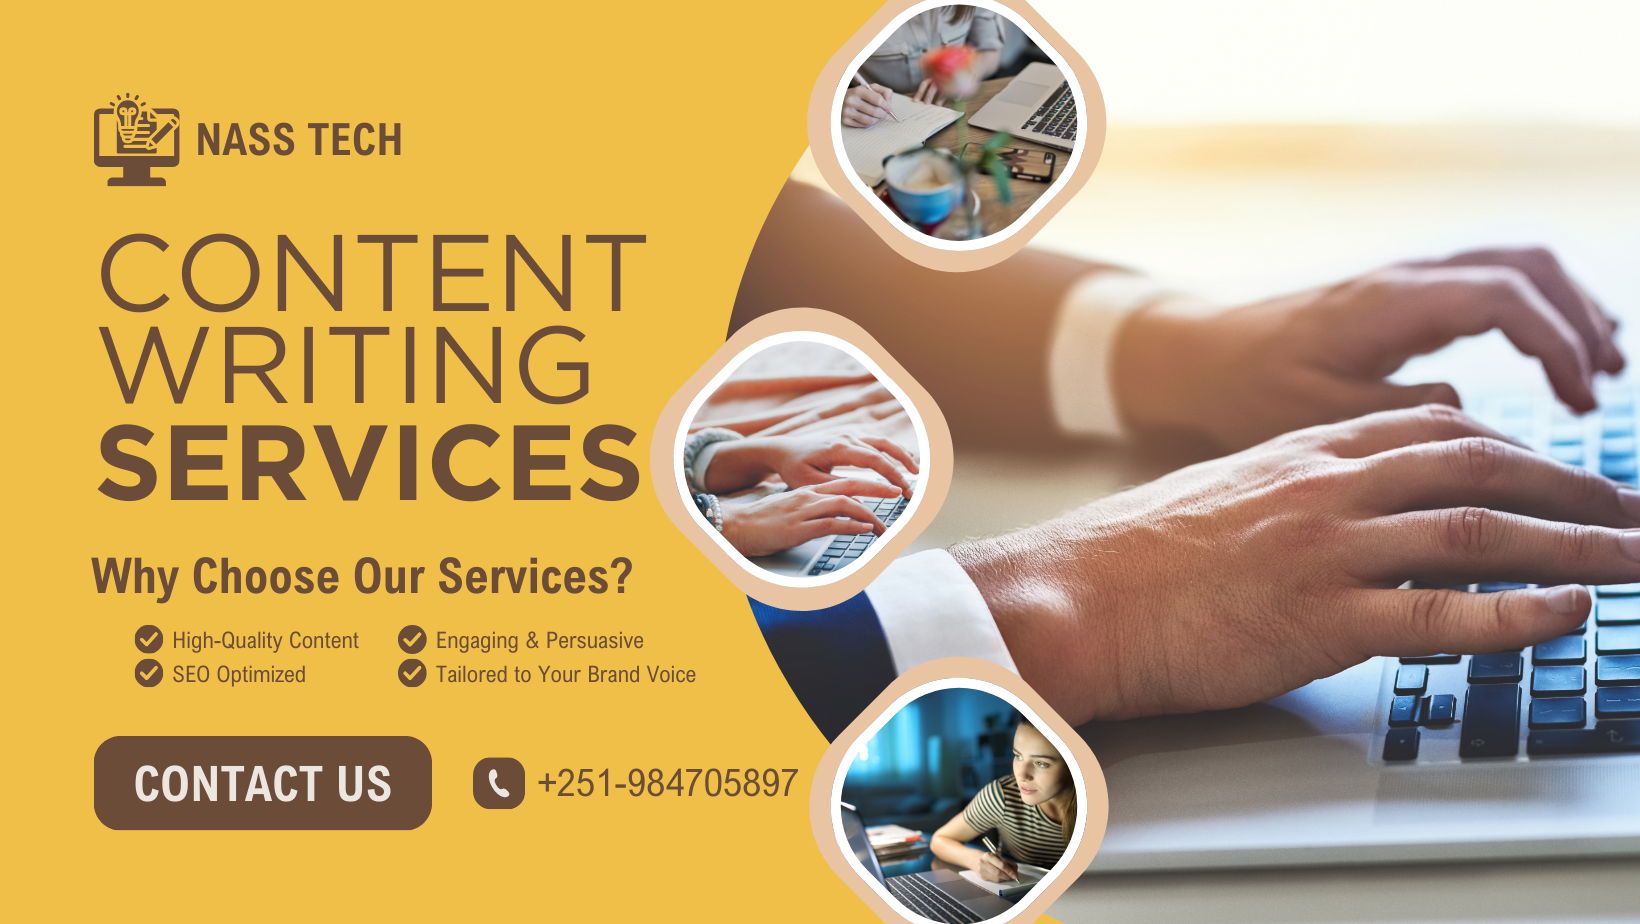 NASS TECH
CONTENT
WRITING
SERVICES
Why Choose Our Services?
High-Quality Content
Engaging & Persuasive
SEO Optimized
Tailored to Your Brand Voice
CONTACT US
+251-984705897